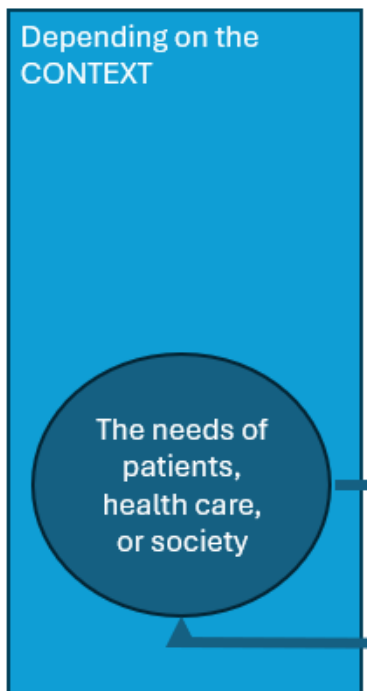 Depending on the
CONTEXT
The needs of
patients,
health care,
or society